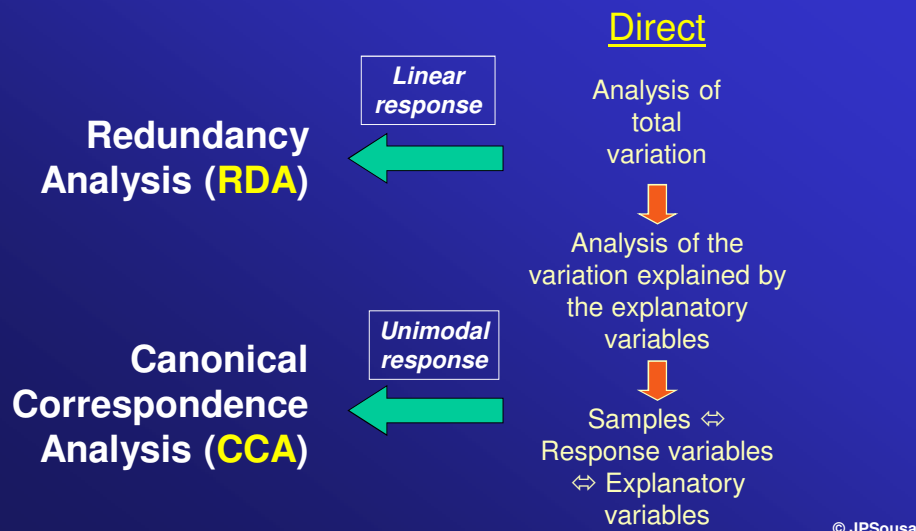 Direct
Linear
response
Analysis of
total
variation
Redundancy
Analysis (RDA)
Analysis of the
variation explained by
the explanatory
variables
Unimodal
response
Canonical
Correspondence
Analysis (CCA)
Samples ⇔
Response variables
⇔ Explanatory
variables
© JPSousa